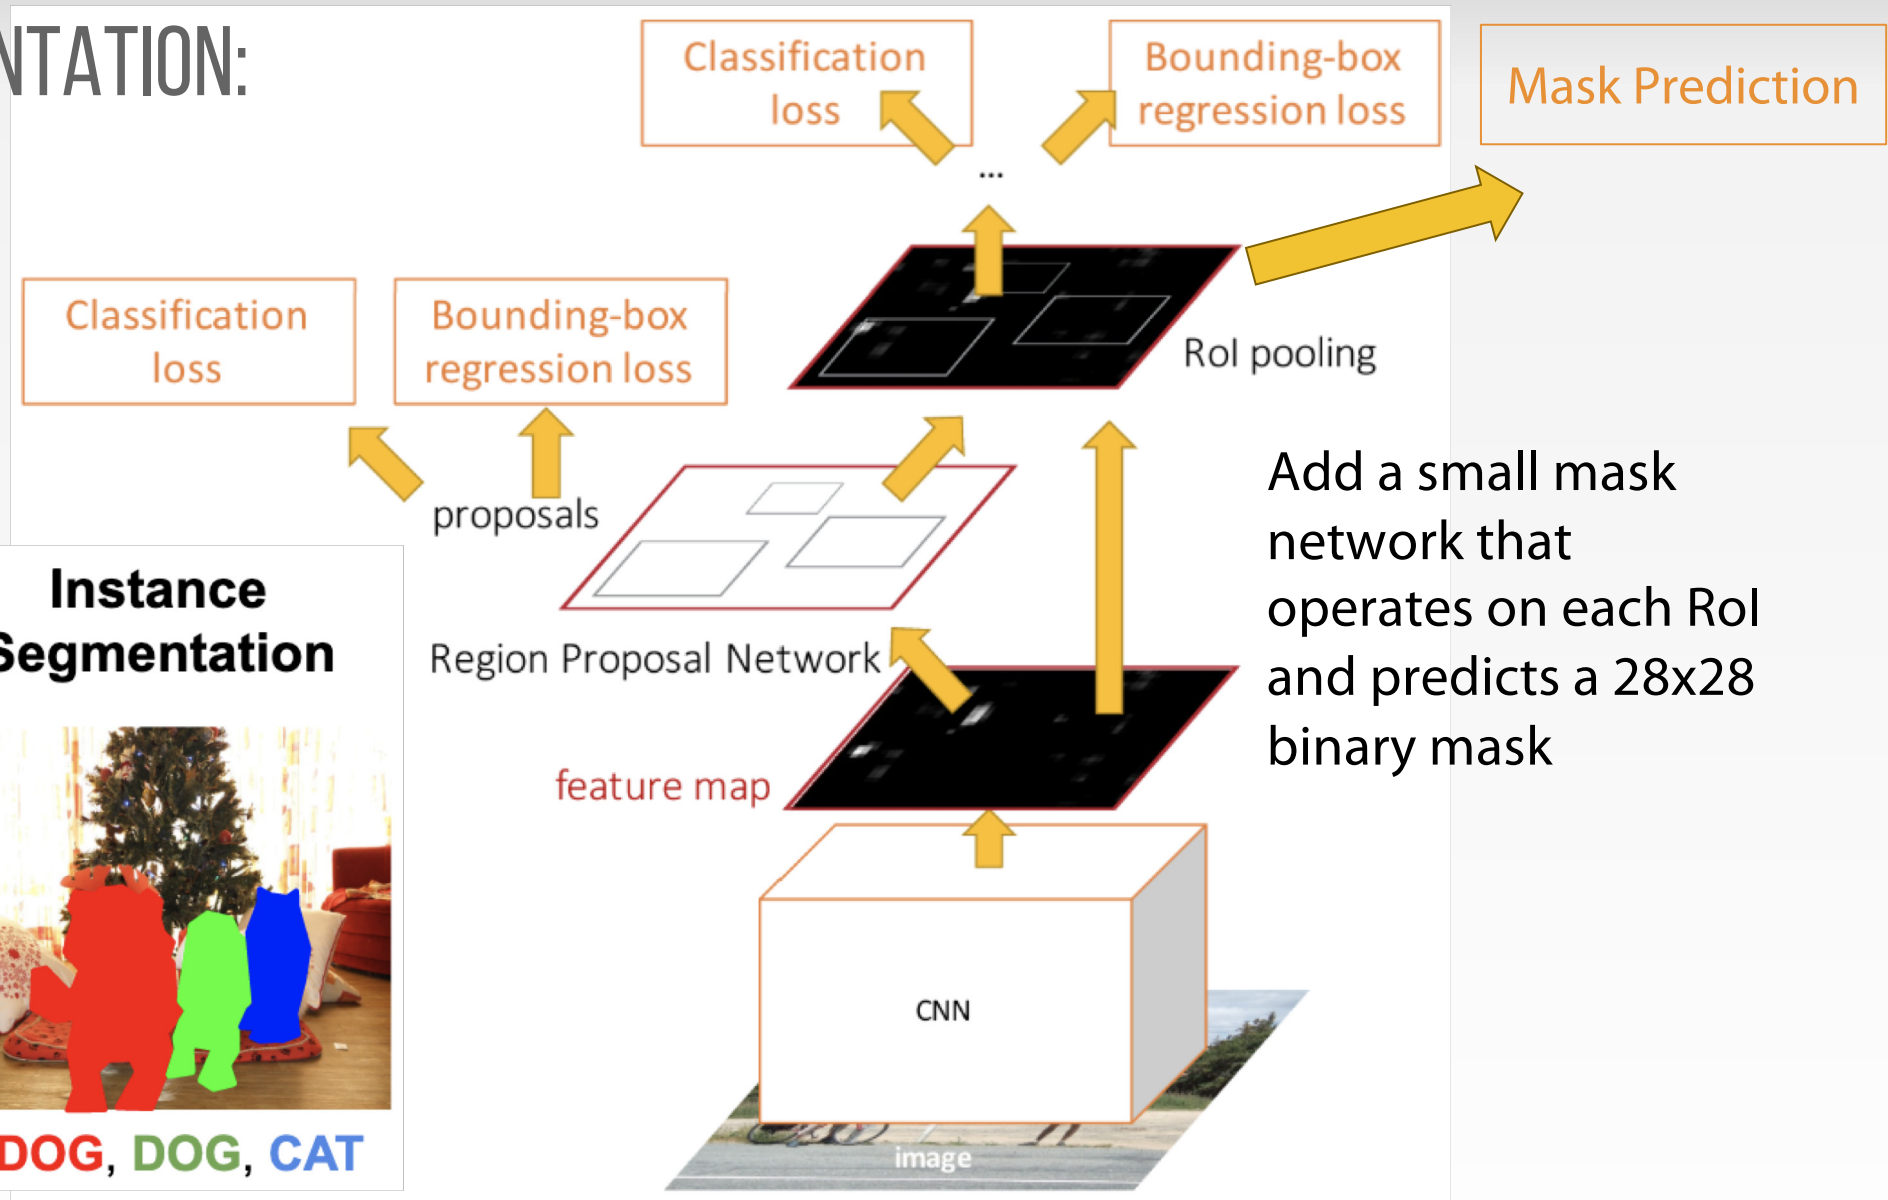 NTATION:
Classification
loss
Bounding-box
regression loss
Mask Prediction
...
Classification
loss
Bounding-box
regression loss
RoI pooling
proposals
Region Proposal Network
feature map
CNN
image
Add a small mask
network that
operates on each RoI
and predicts a 28x28
binary mask
Instance
Segmentation
DOG, DOG, CAT